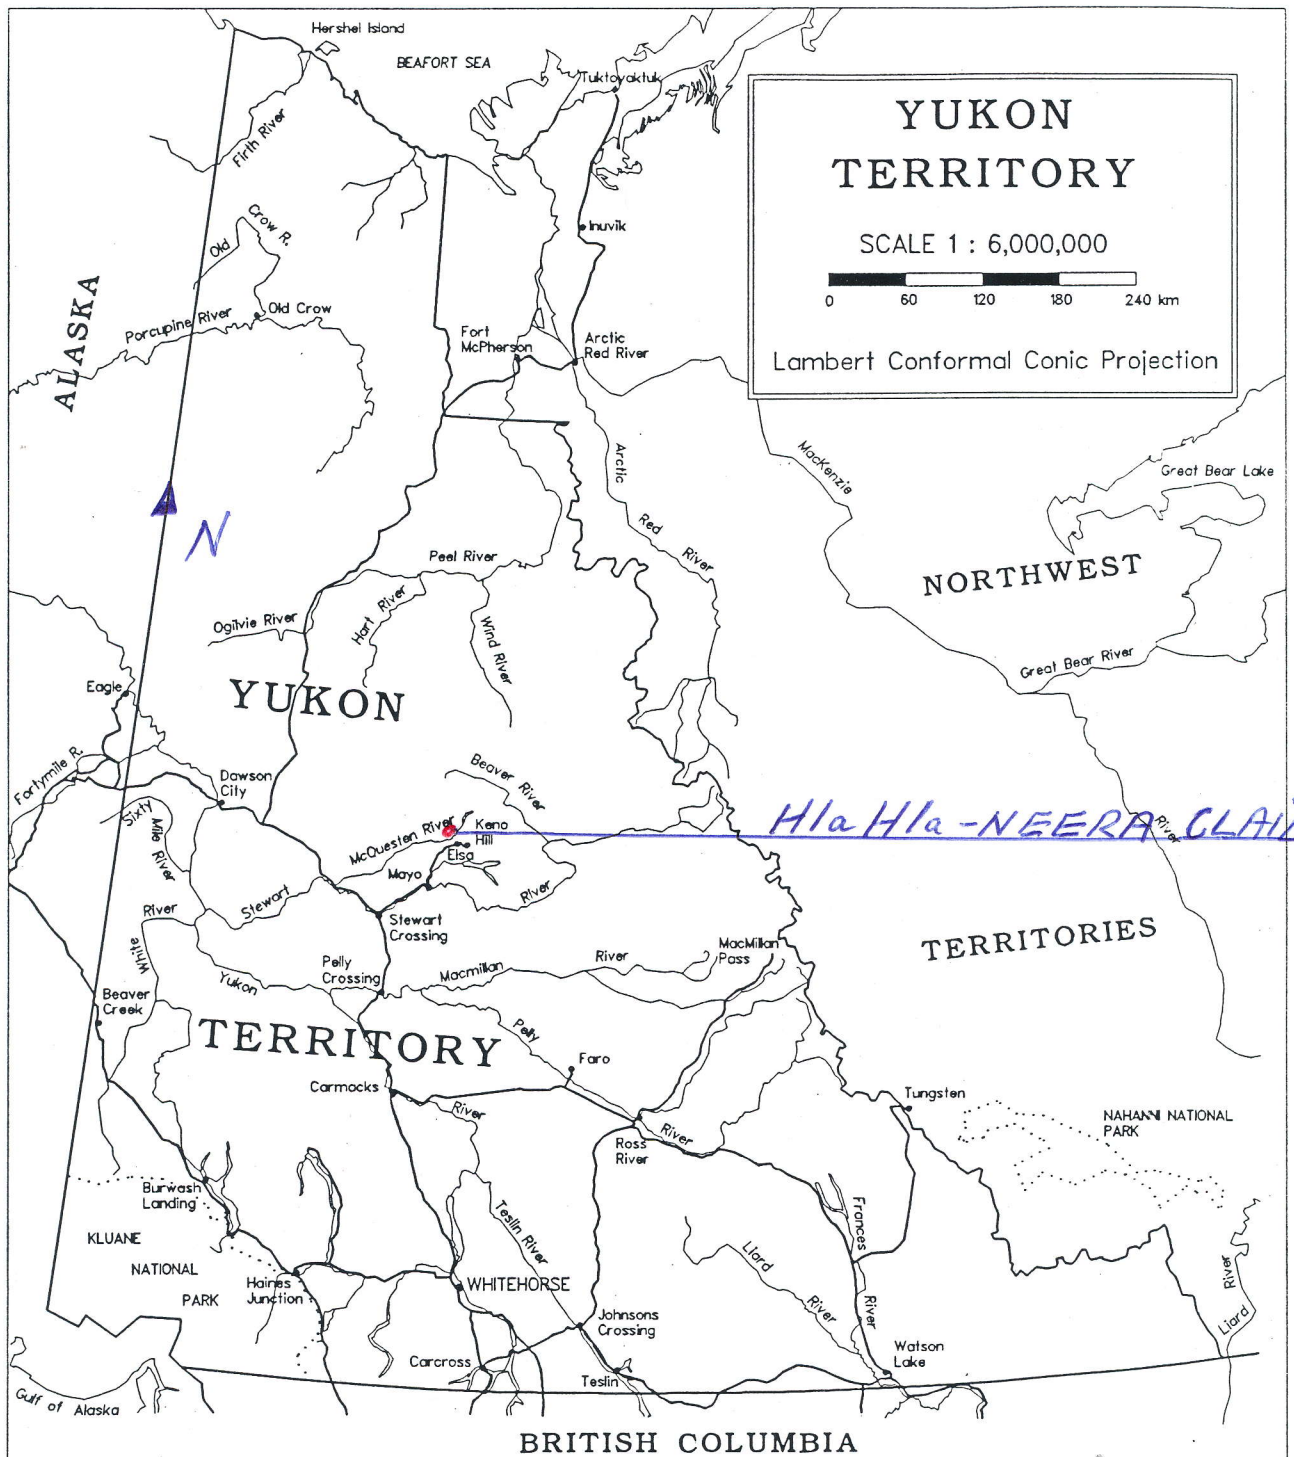 Hershel Island
BEAFORT SEA
Tuktoyaktuk
YUKON
TERRITORY
SCALE 1 : 6,000,000
0 60 120 180 240 km
Lambert Conformal Conic Projection
Firth River
Old Crow R.
Inuvik
ALASKA
Porcupine River
Old Crow
Fort
McPherson
Arctic
Red River
MacKenzie
Great Bear Lake
N
Arctic Red River
Peel River
NORTHWEST
Ogilvie River
Hart River
Wind River
Great Bear River
Eagle
YUKON
Fortymile R.
Dawson
City
Beaver River
Sixty Mile River
McQuesten River
Keno
Hill
Elsa
Mayo
River
H1a H1a-NEERA CLAI
River
Stewart River
Stewart
Crossing
White
TERRITORIES
Pelly
Crossing
Yukon
Macmillan River
MacMillan
Pass
Beaver
Creek
TERRITORY
Pelly River
Faro
Carmacks
River
Tungsten
NAHANNI NATIONAL
PARK
Ross
River
Burwash
Landing
Teslin River
Frances River
KLUANE
NATIONAL
PARK
Haines
Junction
WHITEHORSE
Liard River
Liard River
Johnsons
Crossing
Carcross
Teslin
Watson
Lake
Gulf of Alaska
BRITISH COLUMBIA